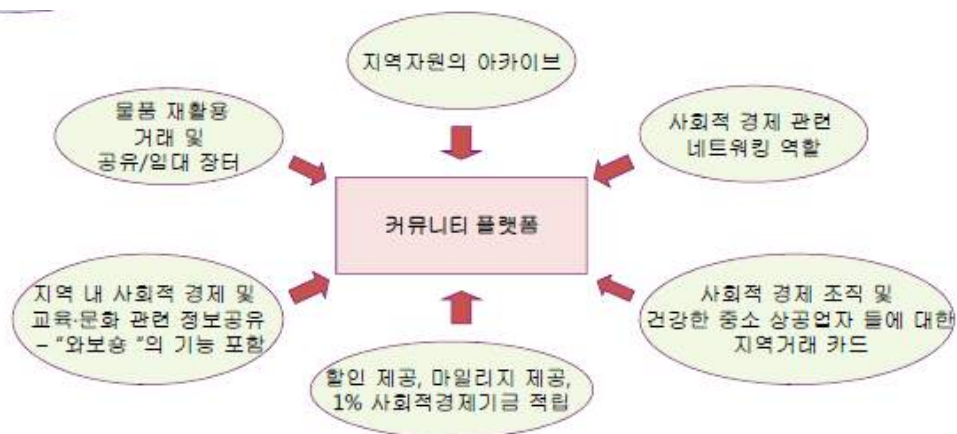 지역자원의 아카이브
물품 재활용
거래 및
공유/임대 장터
사회적 경제 관련
네트워킹 역할
커뮤니티 플랫폼
지역 내 사회적 경제 및
교육·문화 관련 정보공유
– “와보숑 ”의 기능 포함
사회적 경제 조직 및
건강한 중소 상공업자 들에 대한
지역거래 카드
할인 제공, 마일리지 제공,
1% 사회적경제기금 적립